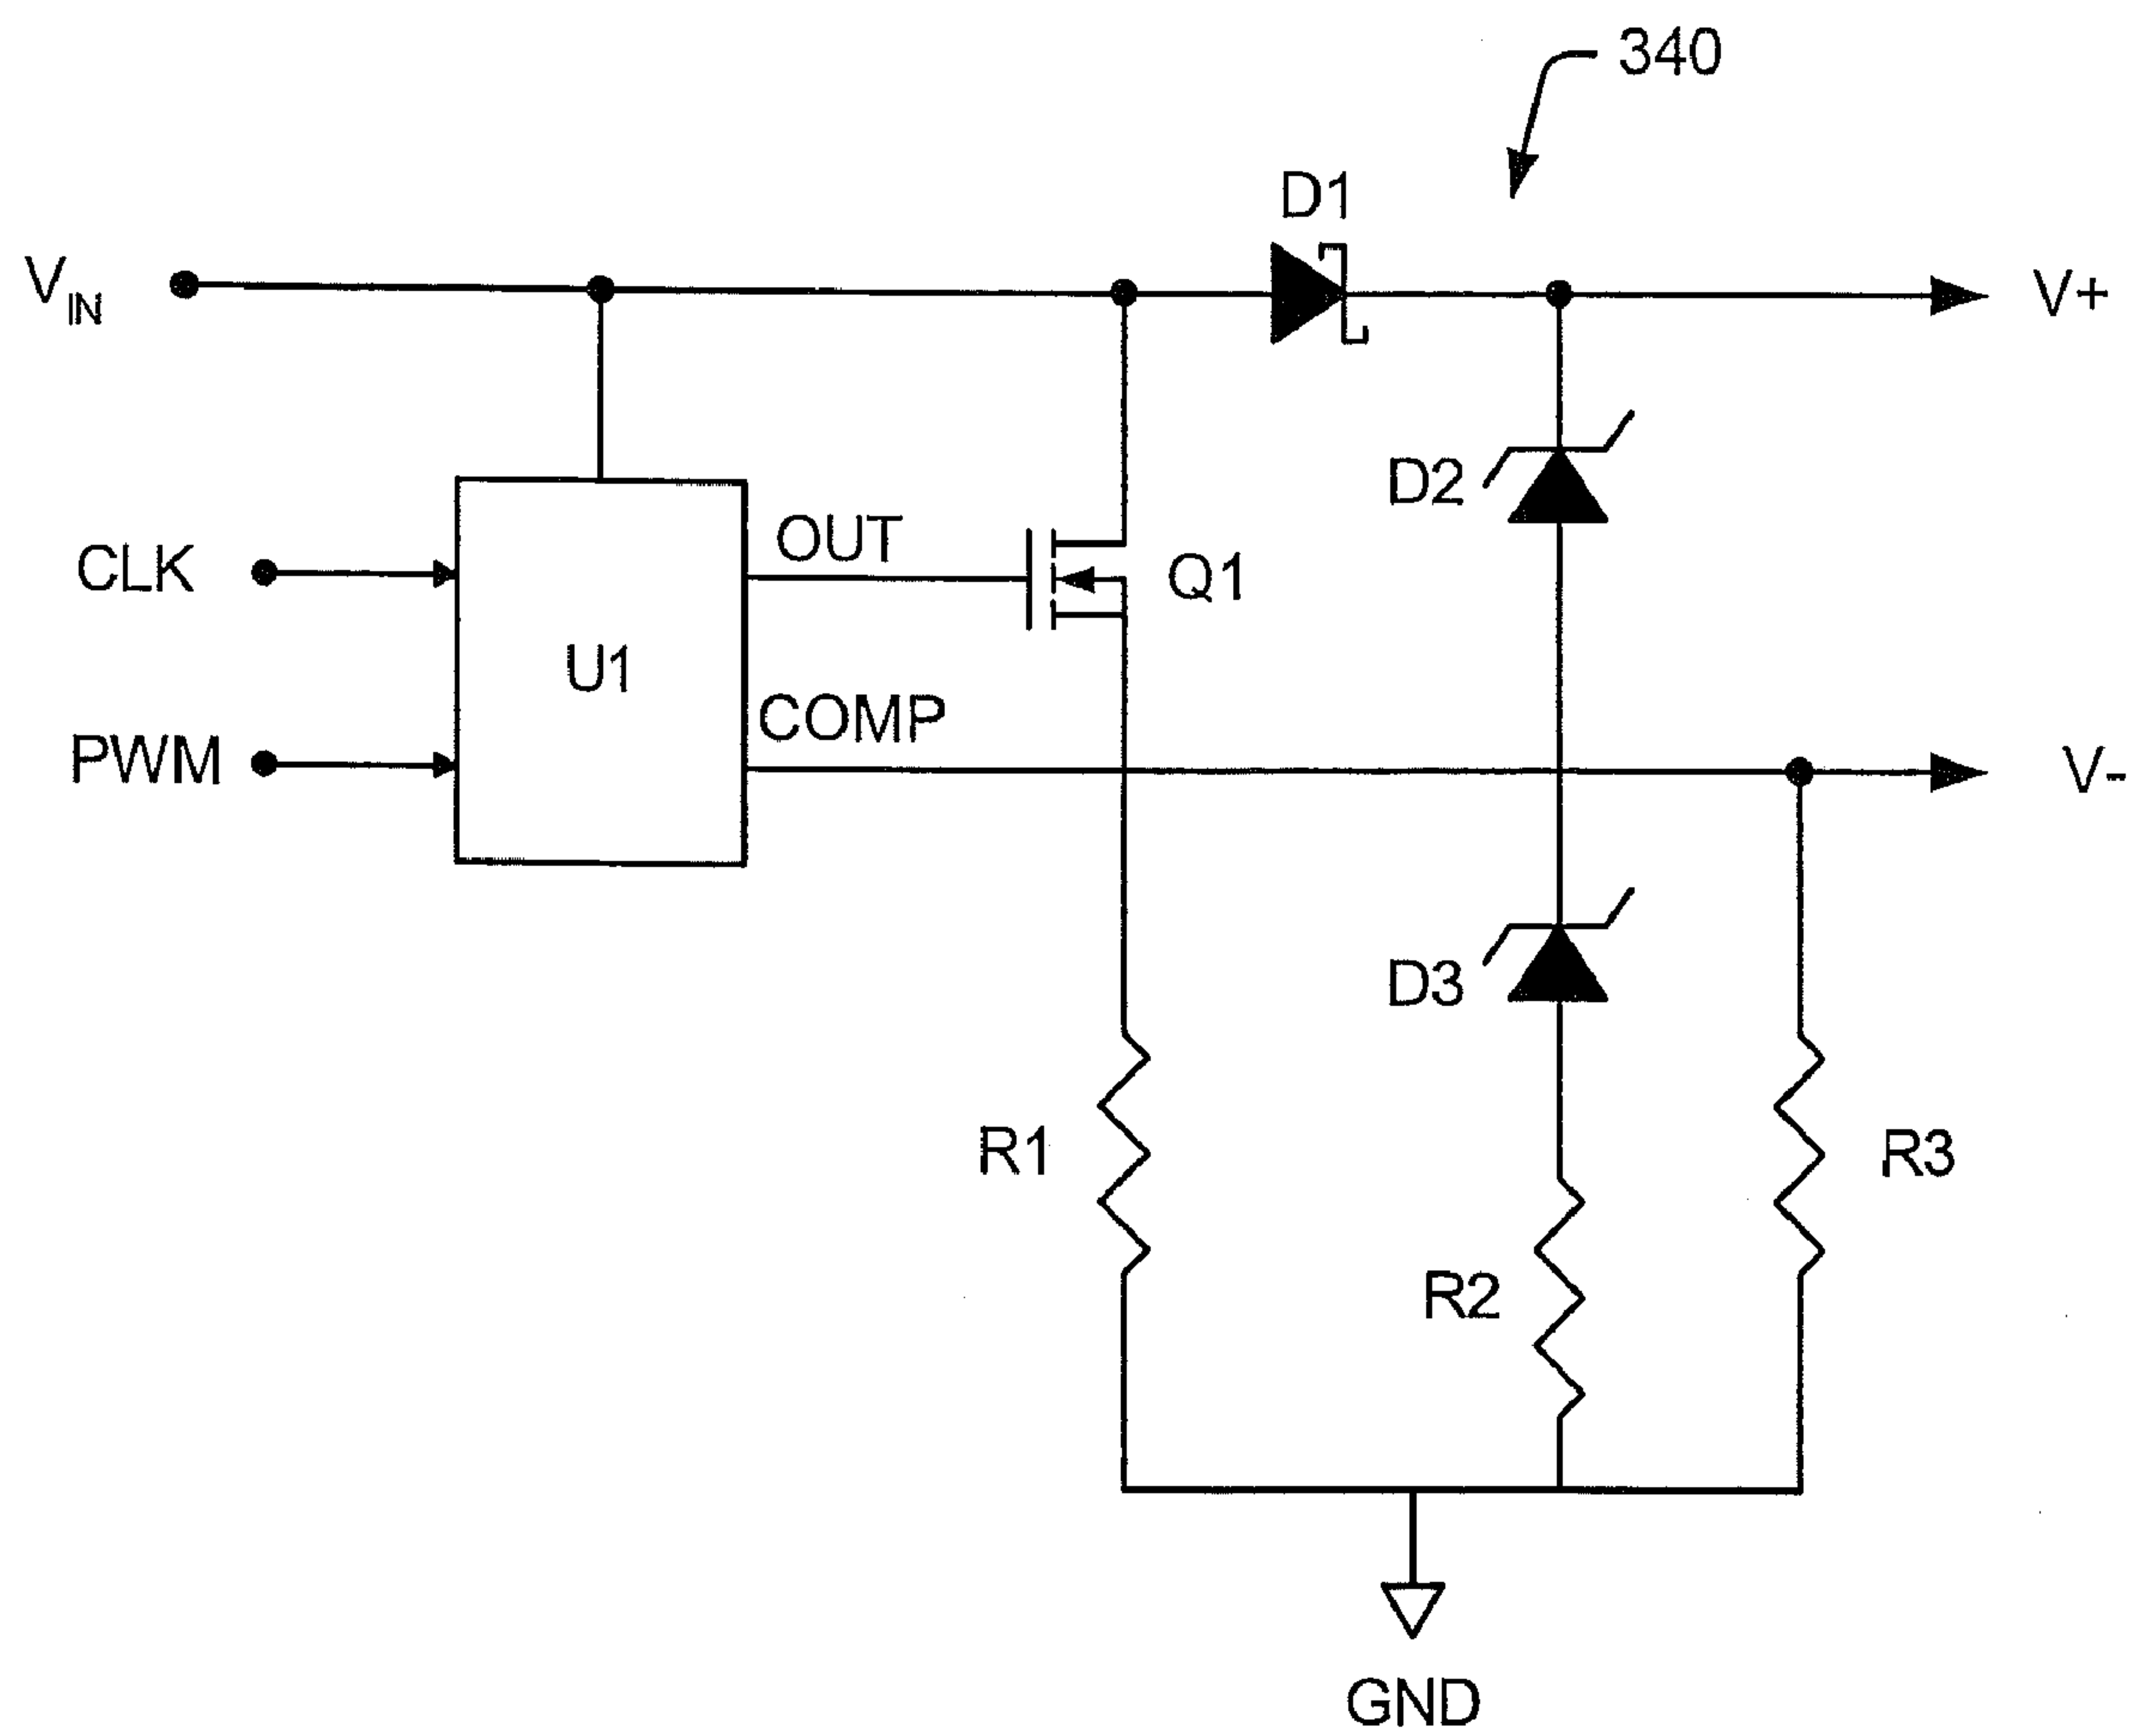 340
D1
VIN
V+
D2
OUT
CLK
Q1
U1
COMP
PWM
V-
D3
R1
R3
R2
GND